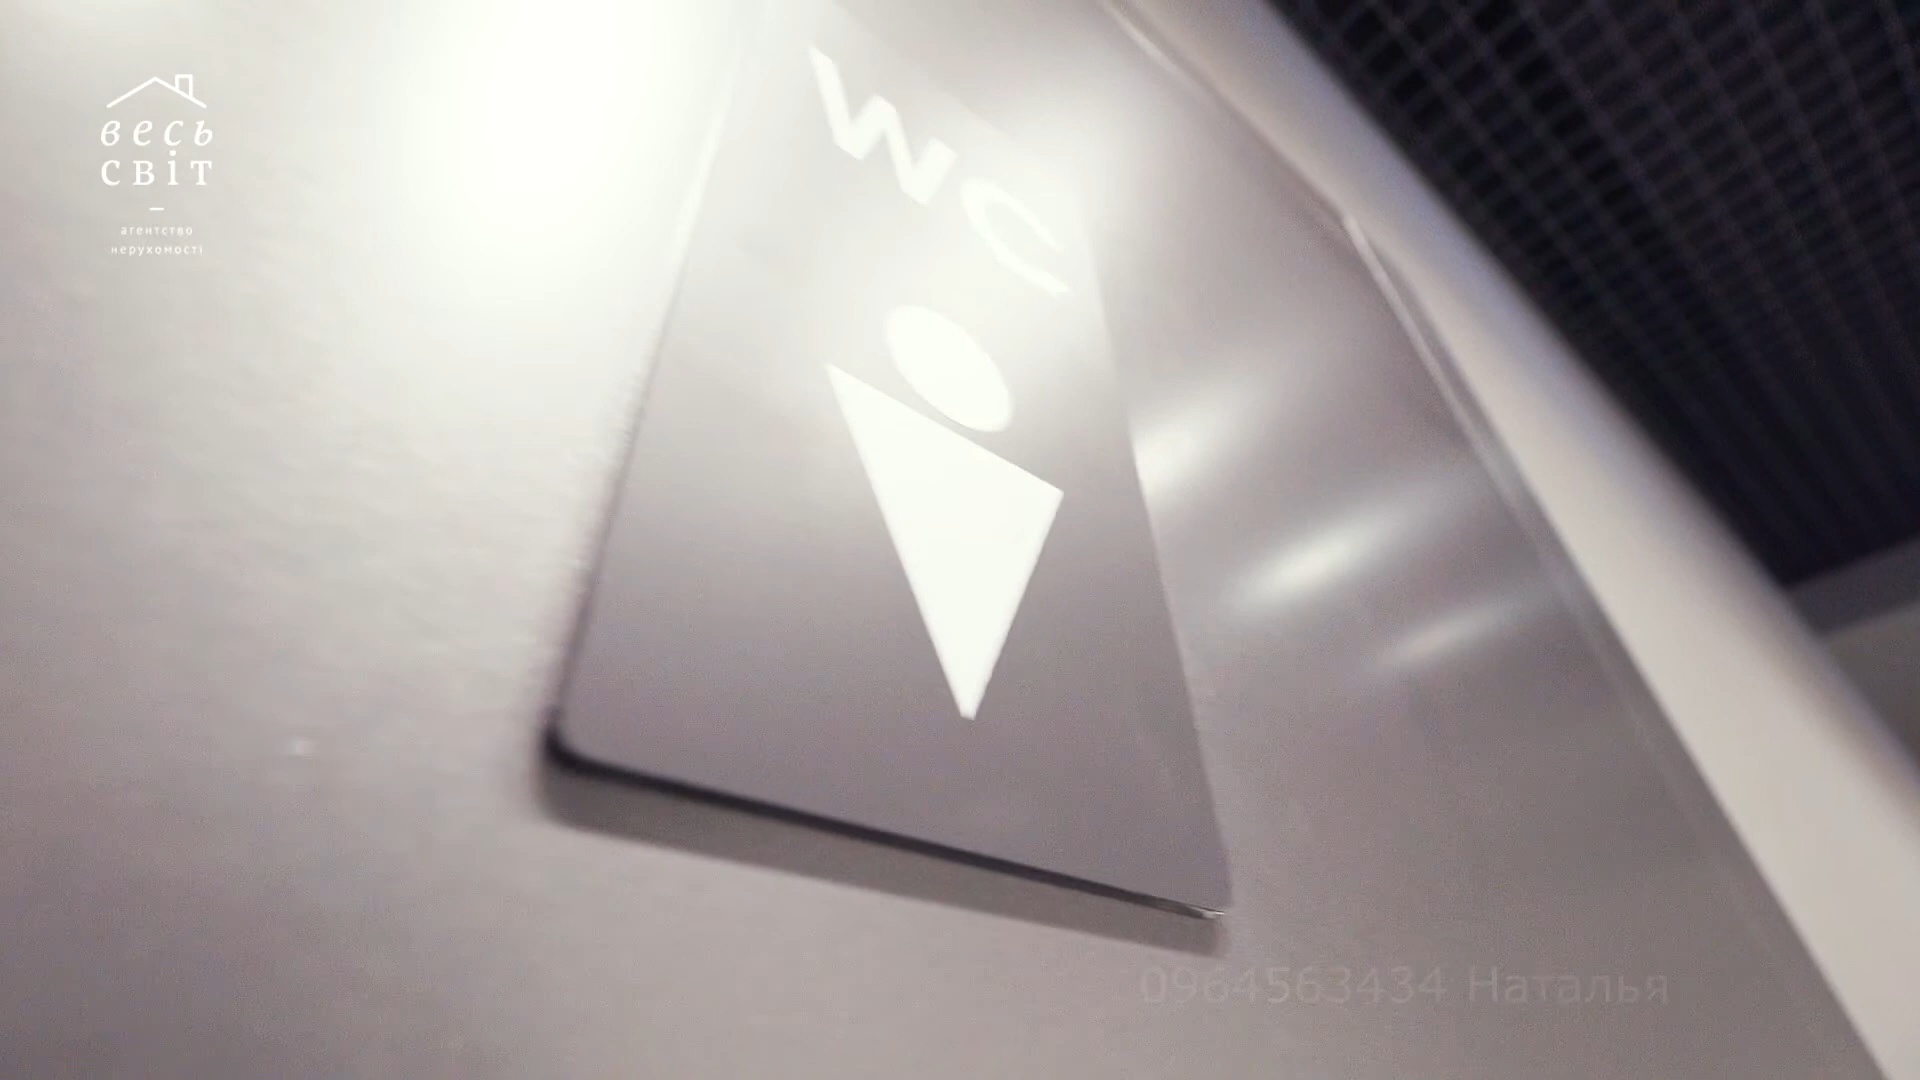 весь
світ
агентство
нерухомості
WC
0964563434 Наталья